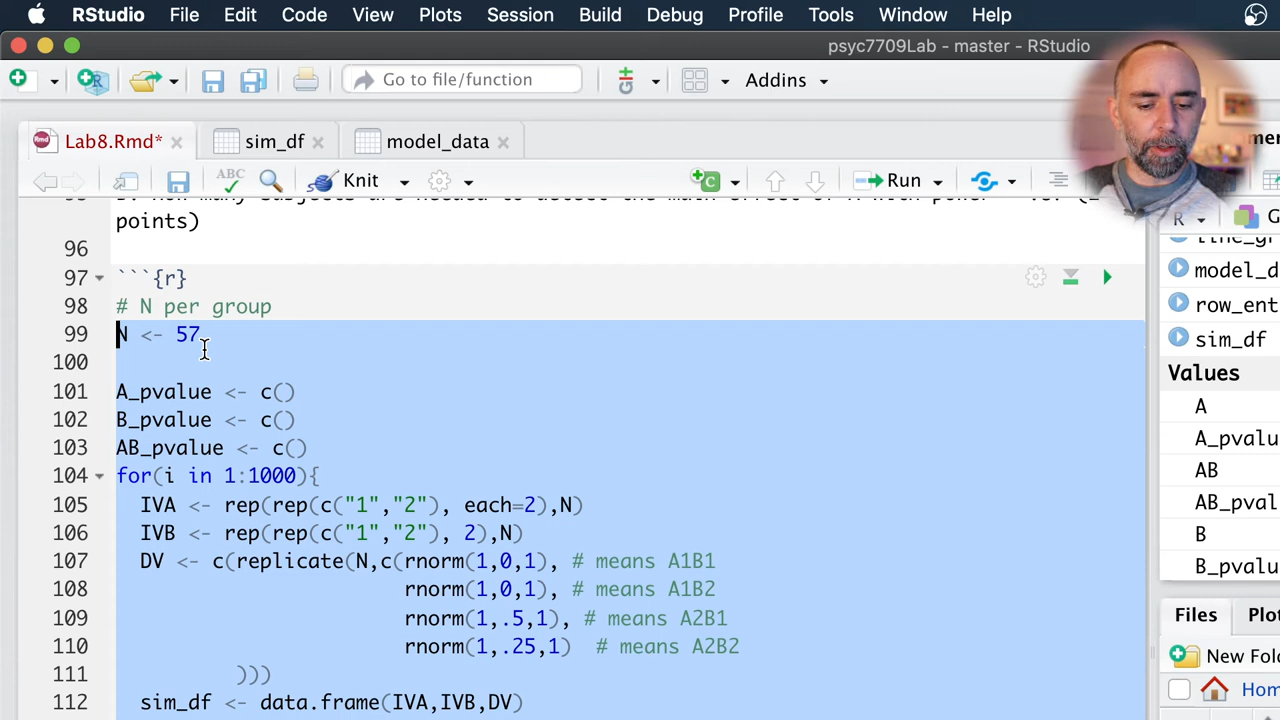 RStudio File Edit Code View Plots Session Build Debug Profile Tools Window Help
psyc7709Lab - master - RStudio
Go to file/function Addins
Lab8.Rmd* sim_df model_data
ABC Knit Run
points)
96
97 ```{r}
98 # N per group
99 N <- 57
100
101 A_pvalue <- c()
102 B_pvalue <- c()
103 AB_pvalue <- c()
104 for(i in 1:1000){
105 IVA <- rep(rep(c("1","2"), each=2),N)
106 IVB <- rep(rep(c("1","2"), 2),N)
107 DV <- c(replicate(N,c(rnorm(1,0,1), # means A1B1
108 rnorm(1,0,1), # means A1B2
109 rnorm(1,.5,1), # means A2B1
110 rnorm(1,.25,1) # means A2B2
111 )))
112 sim_df <- data.frame(IVA,IVB,DV)
R
model_d
row_ent
sim_df
Values
A
A_pvalu
AB
AB_pval
B
B_pvalu
Files Plot
New Fol
Hom